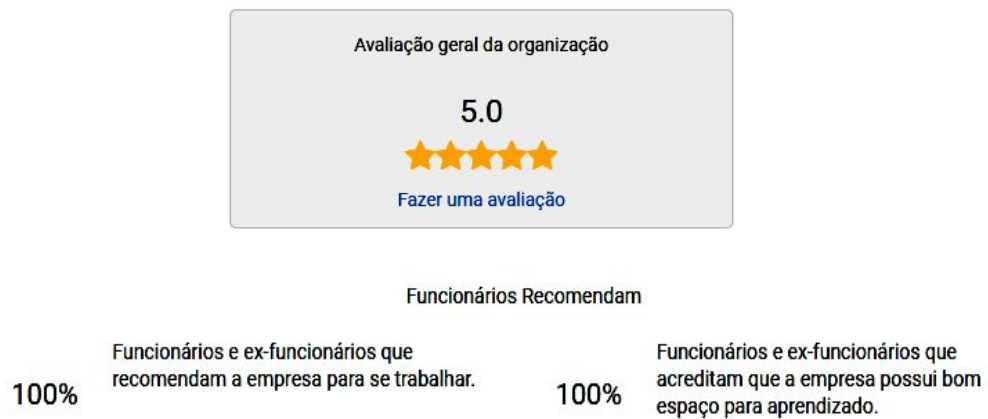 Avaliação geral da organização
5.0
Fazer uma avaliação
Funcionários Recomendam
100%
Funcionários e ex-funcionários que
recomendam a empresa para se trabalhar.
100%
Funcionários e ex-funcionários que
acreditam que a empresa possui bom
espaço para aprendizado.